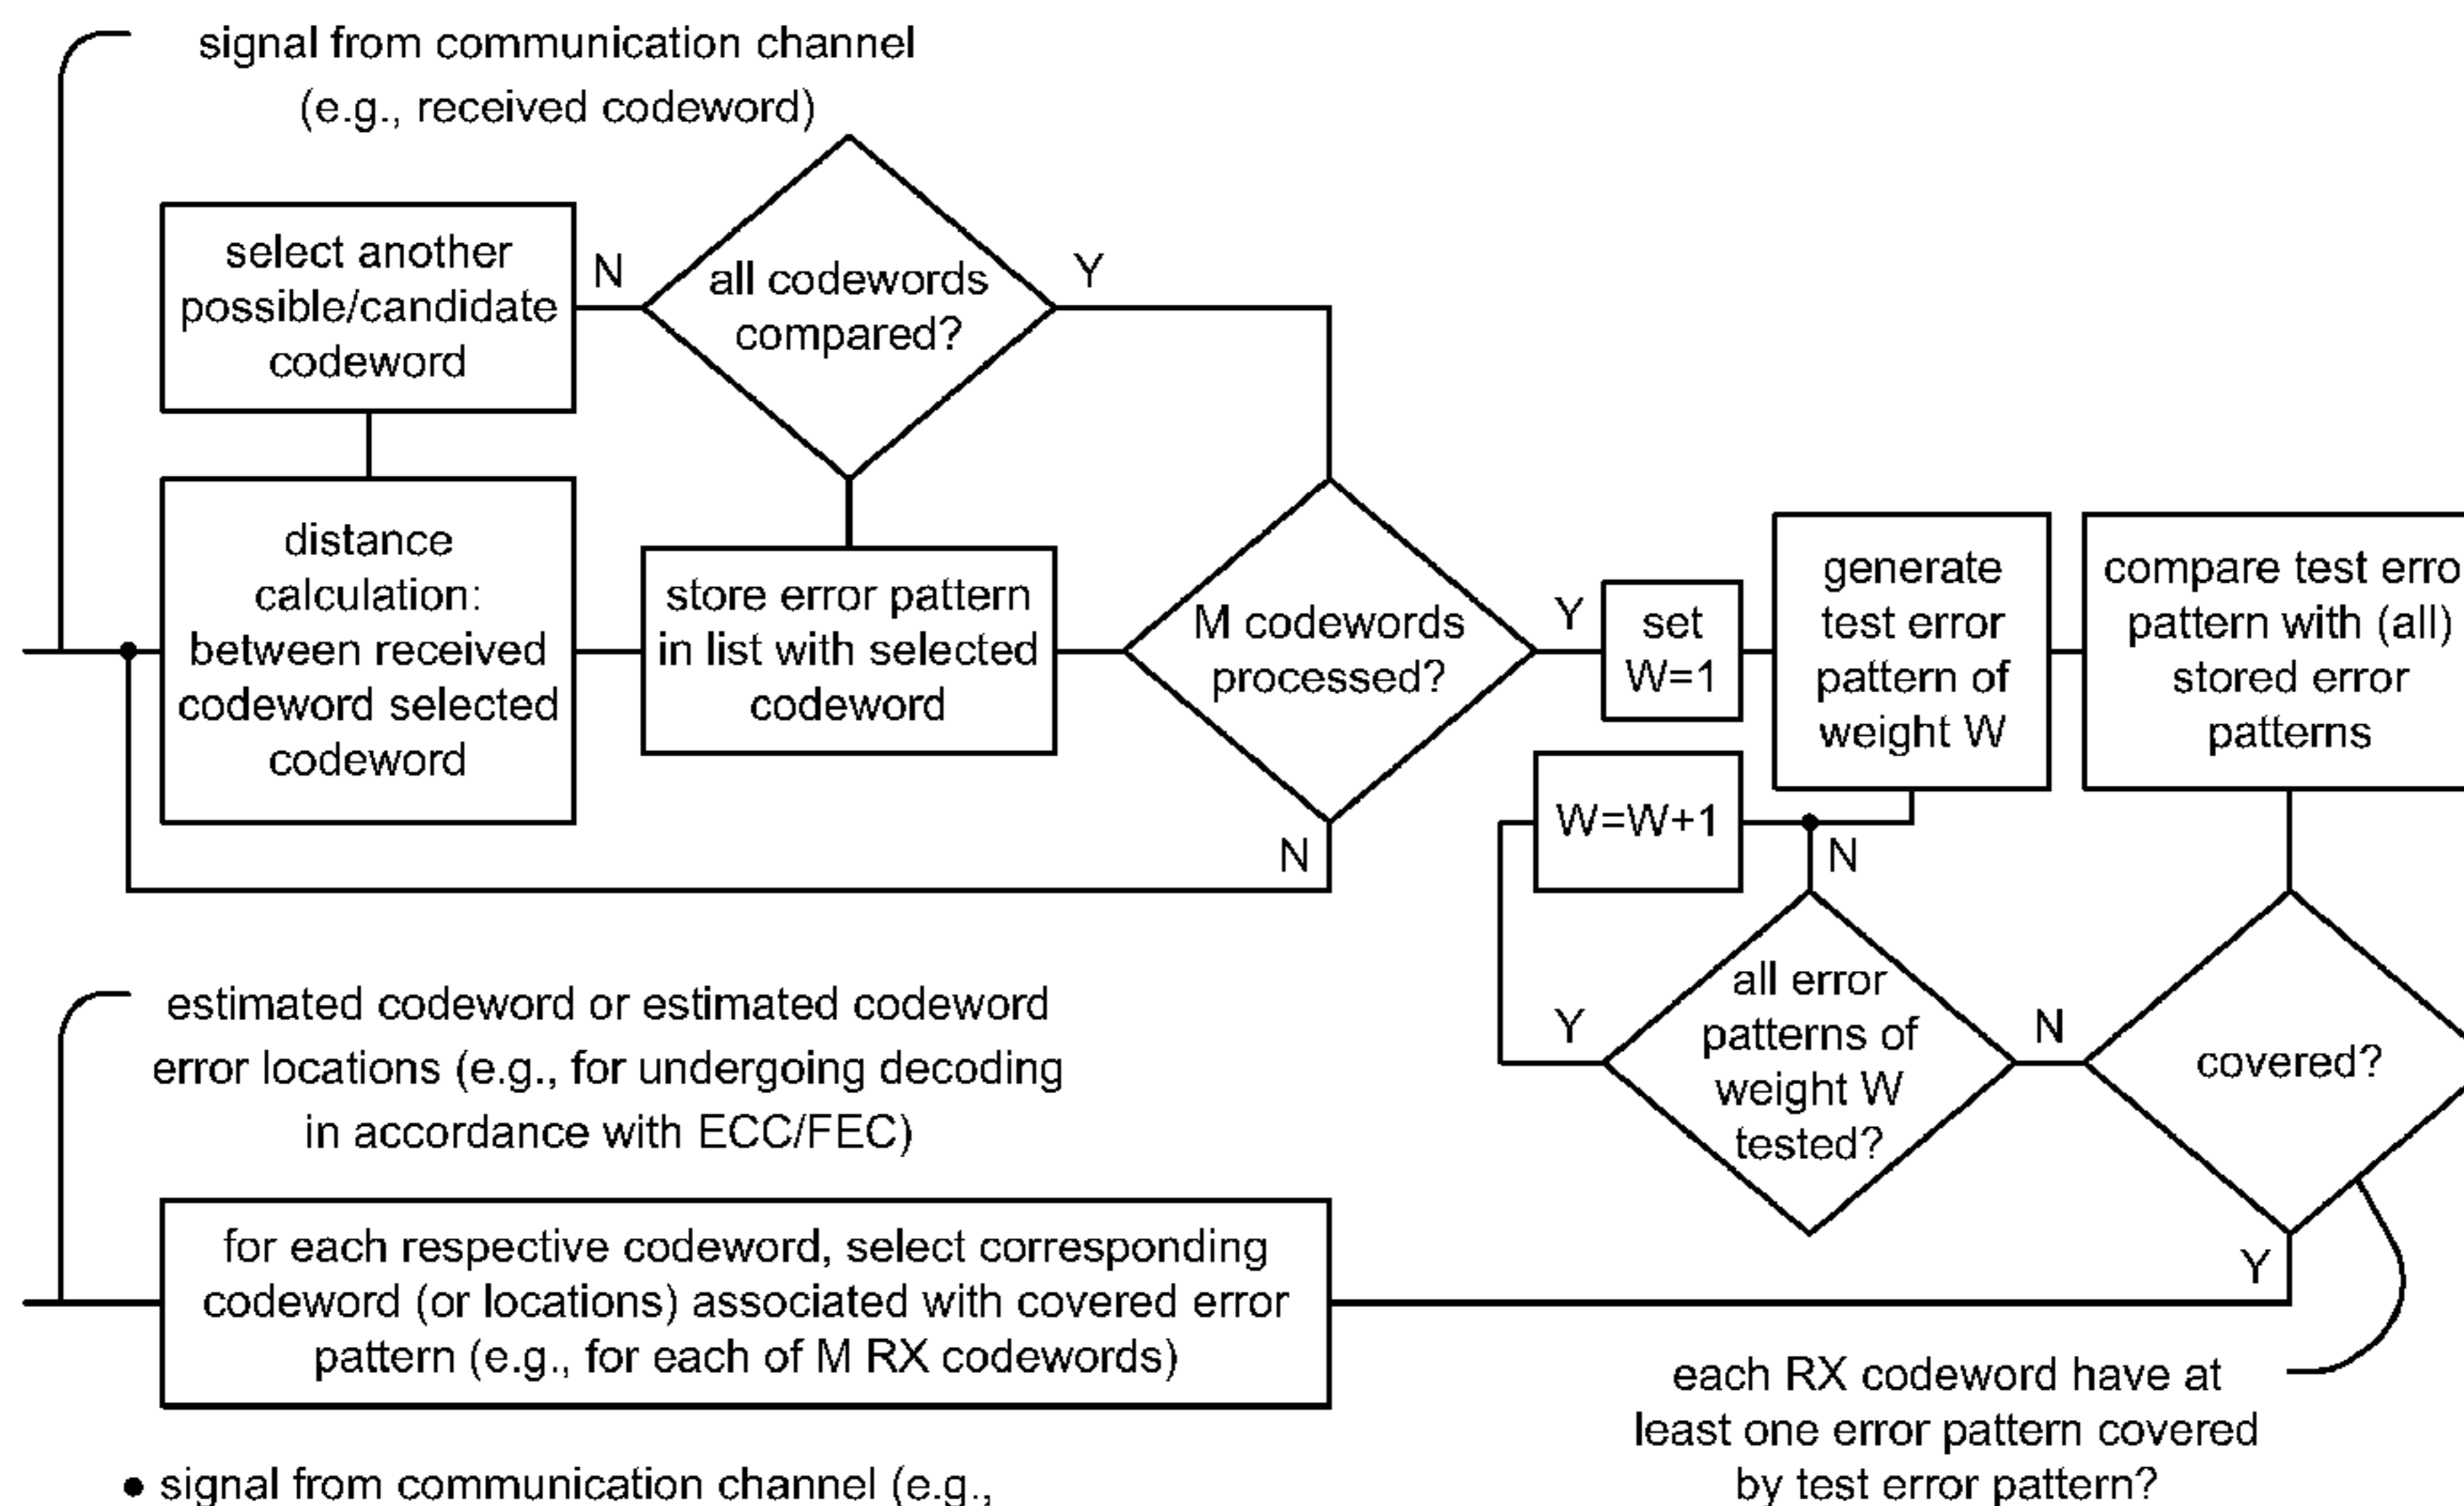 signal from communication channel
(e.g., received codeword)
select another
possible/candidate
codeword
N
all codewords
compared?
Y
distance
calculation:
between received
codeword selected
codeword
store error pattern
in list with selected
codeword
M codewords
processed?
Y
N
set
W=1
generate
test error
pattern of
weight W
compare test erro
pattern with (all)
stored error
patterns
W=W+1
N
all error
patterns of
weight W
tested?
Y
N
covered?
Y
estimated codeword or estimated codeword
error locations (e.g., for undergoing decoding
in accordance with ECC/FEC)
for each respective codeword, select corresponding
codeword (or locations) associated with covered error
pattern (e.g., for each of M RX codewords)
each RX codeword have at
least one error pattern covered
by test error pattern?
• signal from communication channel (e.g.,